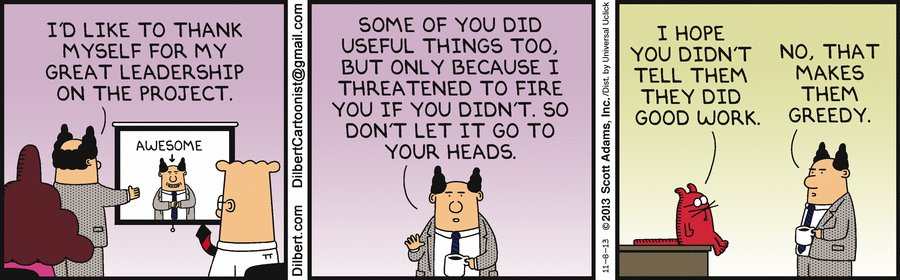 I'D LIKE TO THANK
MYSELF FOR MY
GREAT LEADERSHIP
ON THE PROJECT.
AWESOME
Dilbert.com DilbertCartoonist@gmail.com
SOME OF YOU DID
USEFUL THINGS TOO,
BUT ONLY BECAUSE I
THREATENED TO FIRE
YOU IF YOU DIDN'T. SO
DON'T LET IT GO TO
YOUR HEADS.
11-8-13 © 2013 Scott Adams, Inc. /Dist. by Universal Uclick
I HOPE
YOU DIDN'T
TELL THEM
THEY DID
GOOD WORK.
NO, THAT
MAKES
THEM
GREEDY.